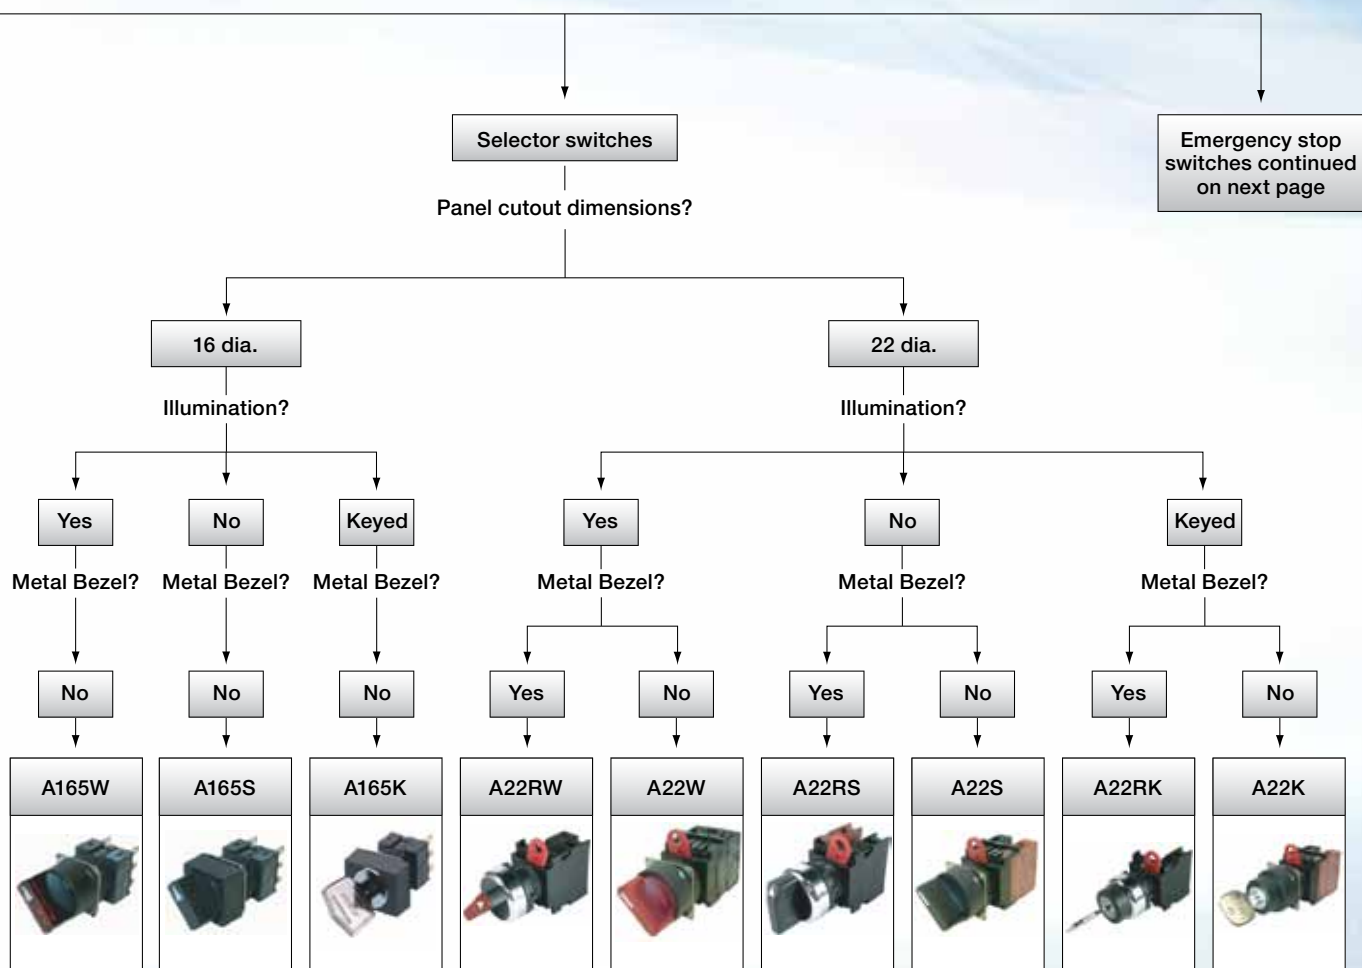 Selector switches
Emergency stop
switches continued
on next page
Panel cutout dimensions?
16 dia.
22 dia.
Illumination?
Illumination?
Yes
No
Keyed
Yes
No
Keyed
Metal Bezel?
Metal Bezel?
Metal Bezel?
Metal Bezel?
Metal Bezel?
Metal Bezel?
No
No
No
Yes
No
Yes
No
Yes
No
A165W
A165S
A165K
A22RW
A22W
A22RS
A22S
A22RK
A22K